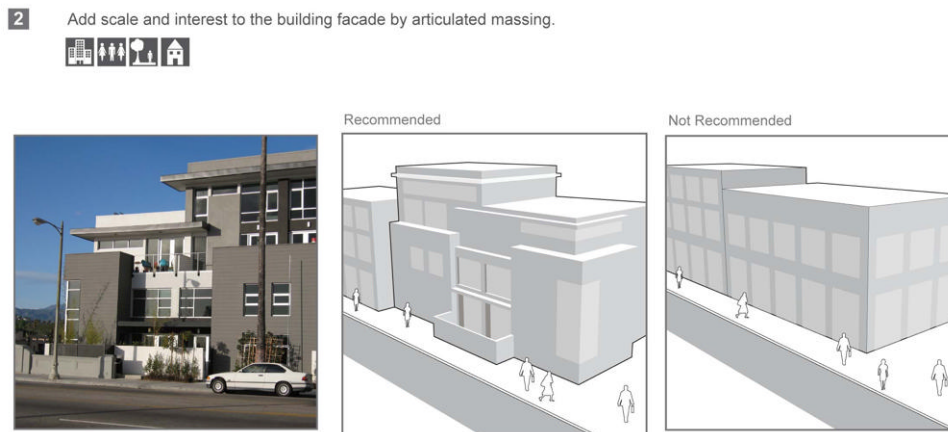 2
Add scale and interest to the building facade by articulated massing.
Recommended
Not Recommended